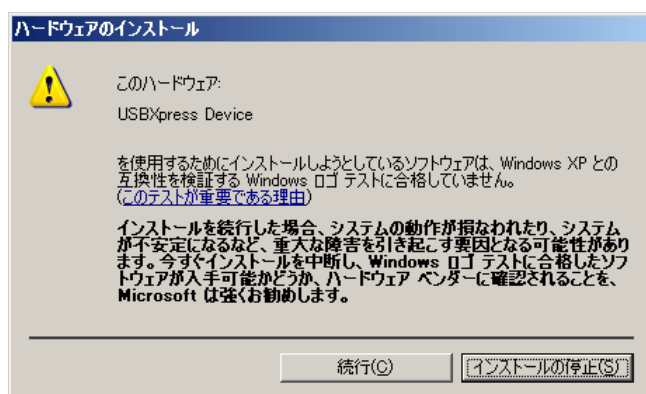 ハードウェアのインストール
このハードウェア:
USBXpress Device
を使用するためにインストールしようとしているソフトウェアは、Windows XP との
互換性を検証する Windows ロゴ テストに合格していません。
(このテストが重要である理由)
インストールを続行した場合、システムの動作が損なわれたり、システム
が不安定になるなど、重大な障害を引き起こす要因となる可能性があり
ます。今すぐインストールを中断し、Windows ロゴ テストに合格したソフ
トウェアが入手可能かどうか、ハードウェア ベンダーに確認されることを、
Microsoft は強くお勧めします。
続行(C) インストールの停止(S)